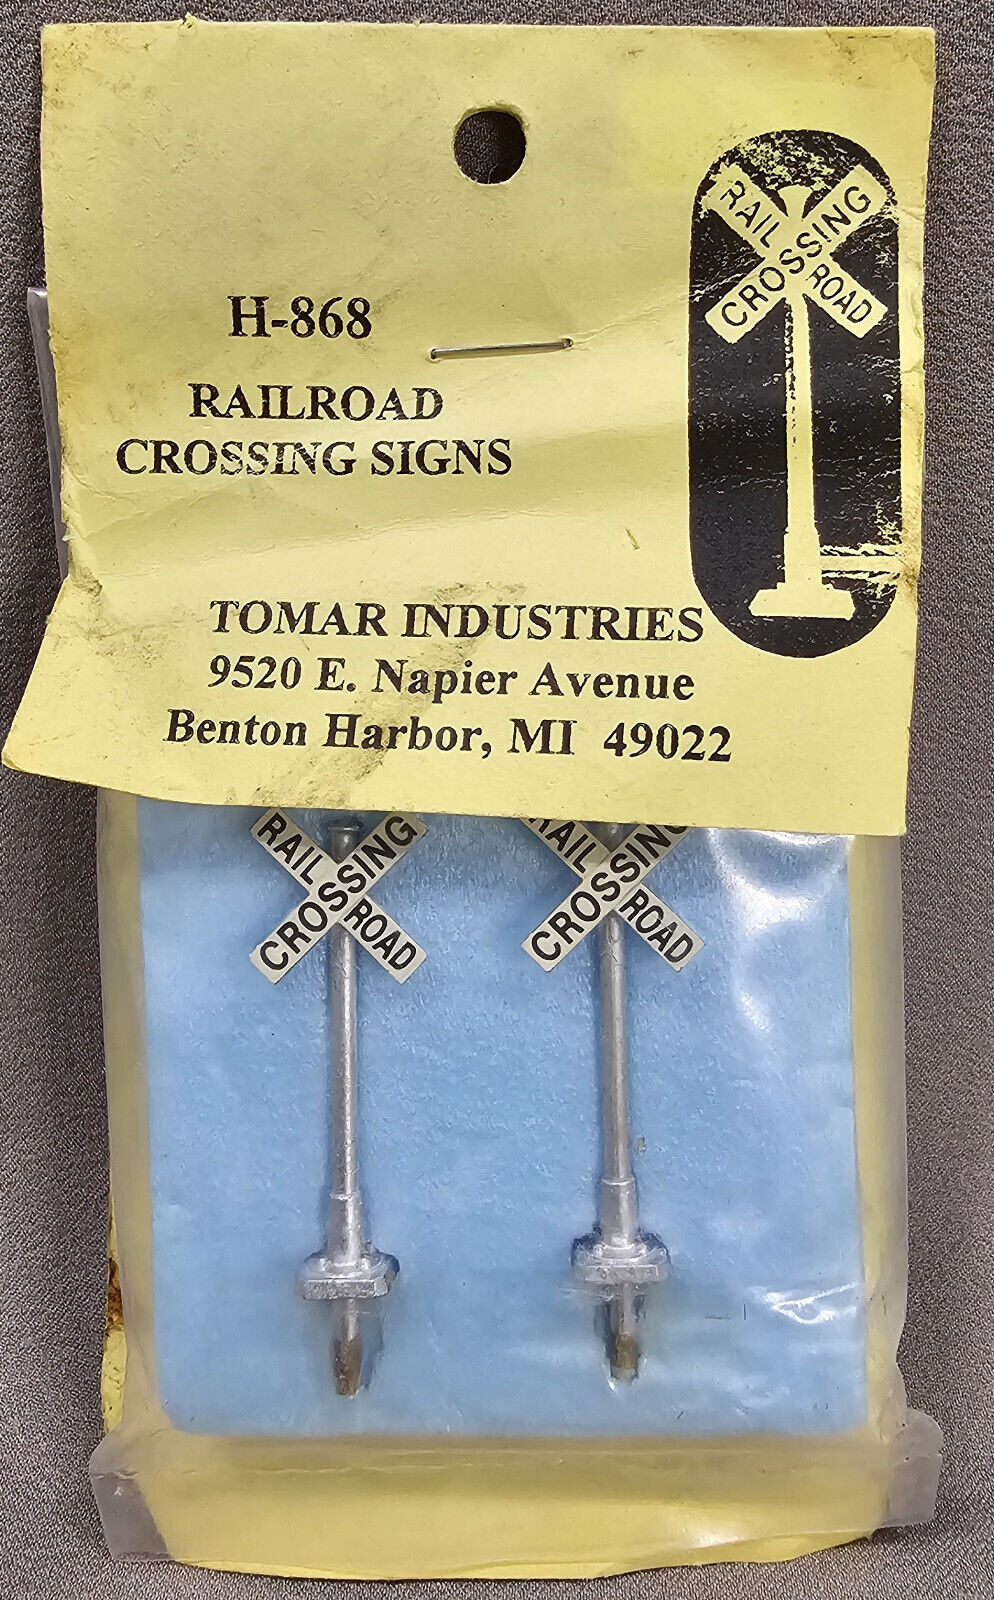 H-868
RAILROAD
CROSSING SIGNS
RAIL CROSSING
ROAD
TOMAR INDUSTRIES
9520 E. Napier Avenue
Benton Harbor, MI  49022
RAIL CROSSING
ROAD
RAIL CROSSING
ROAD